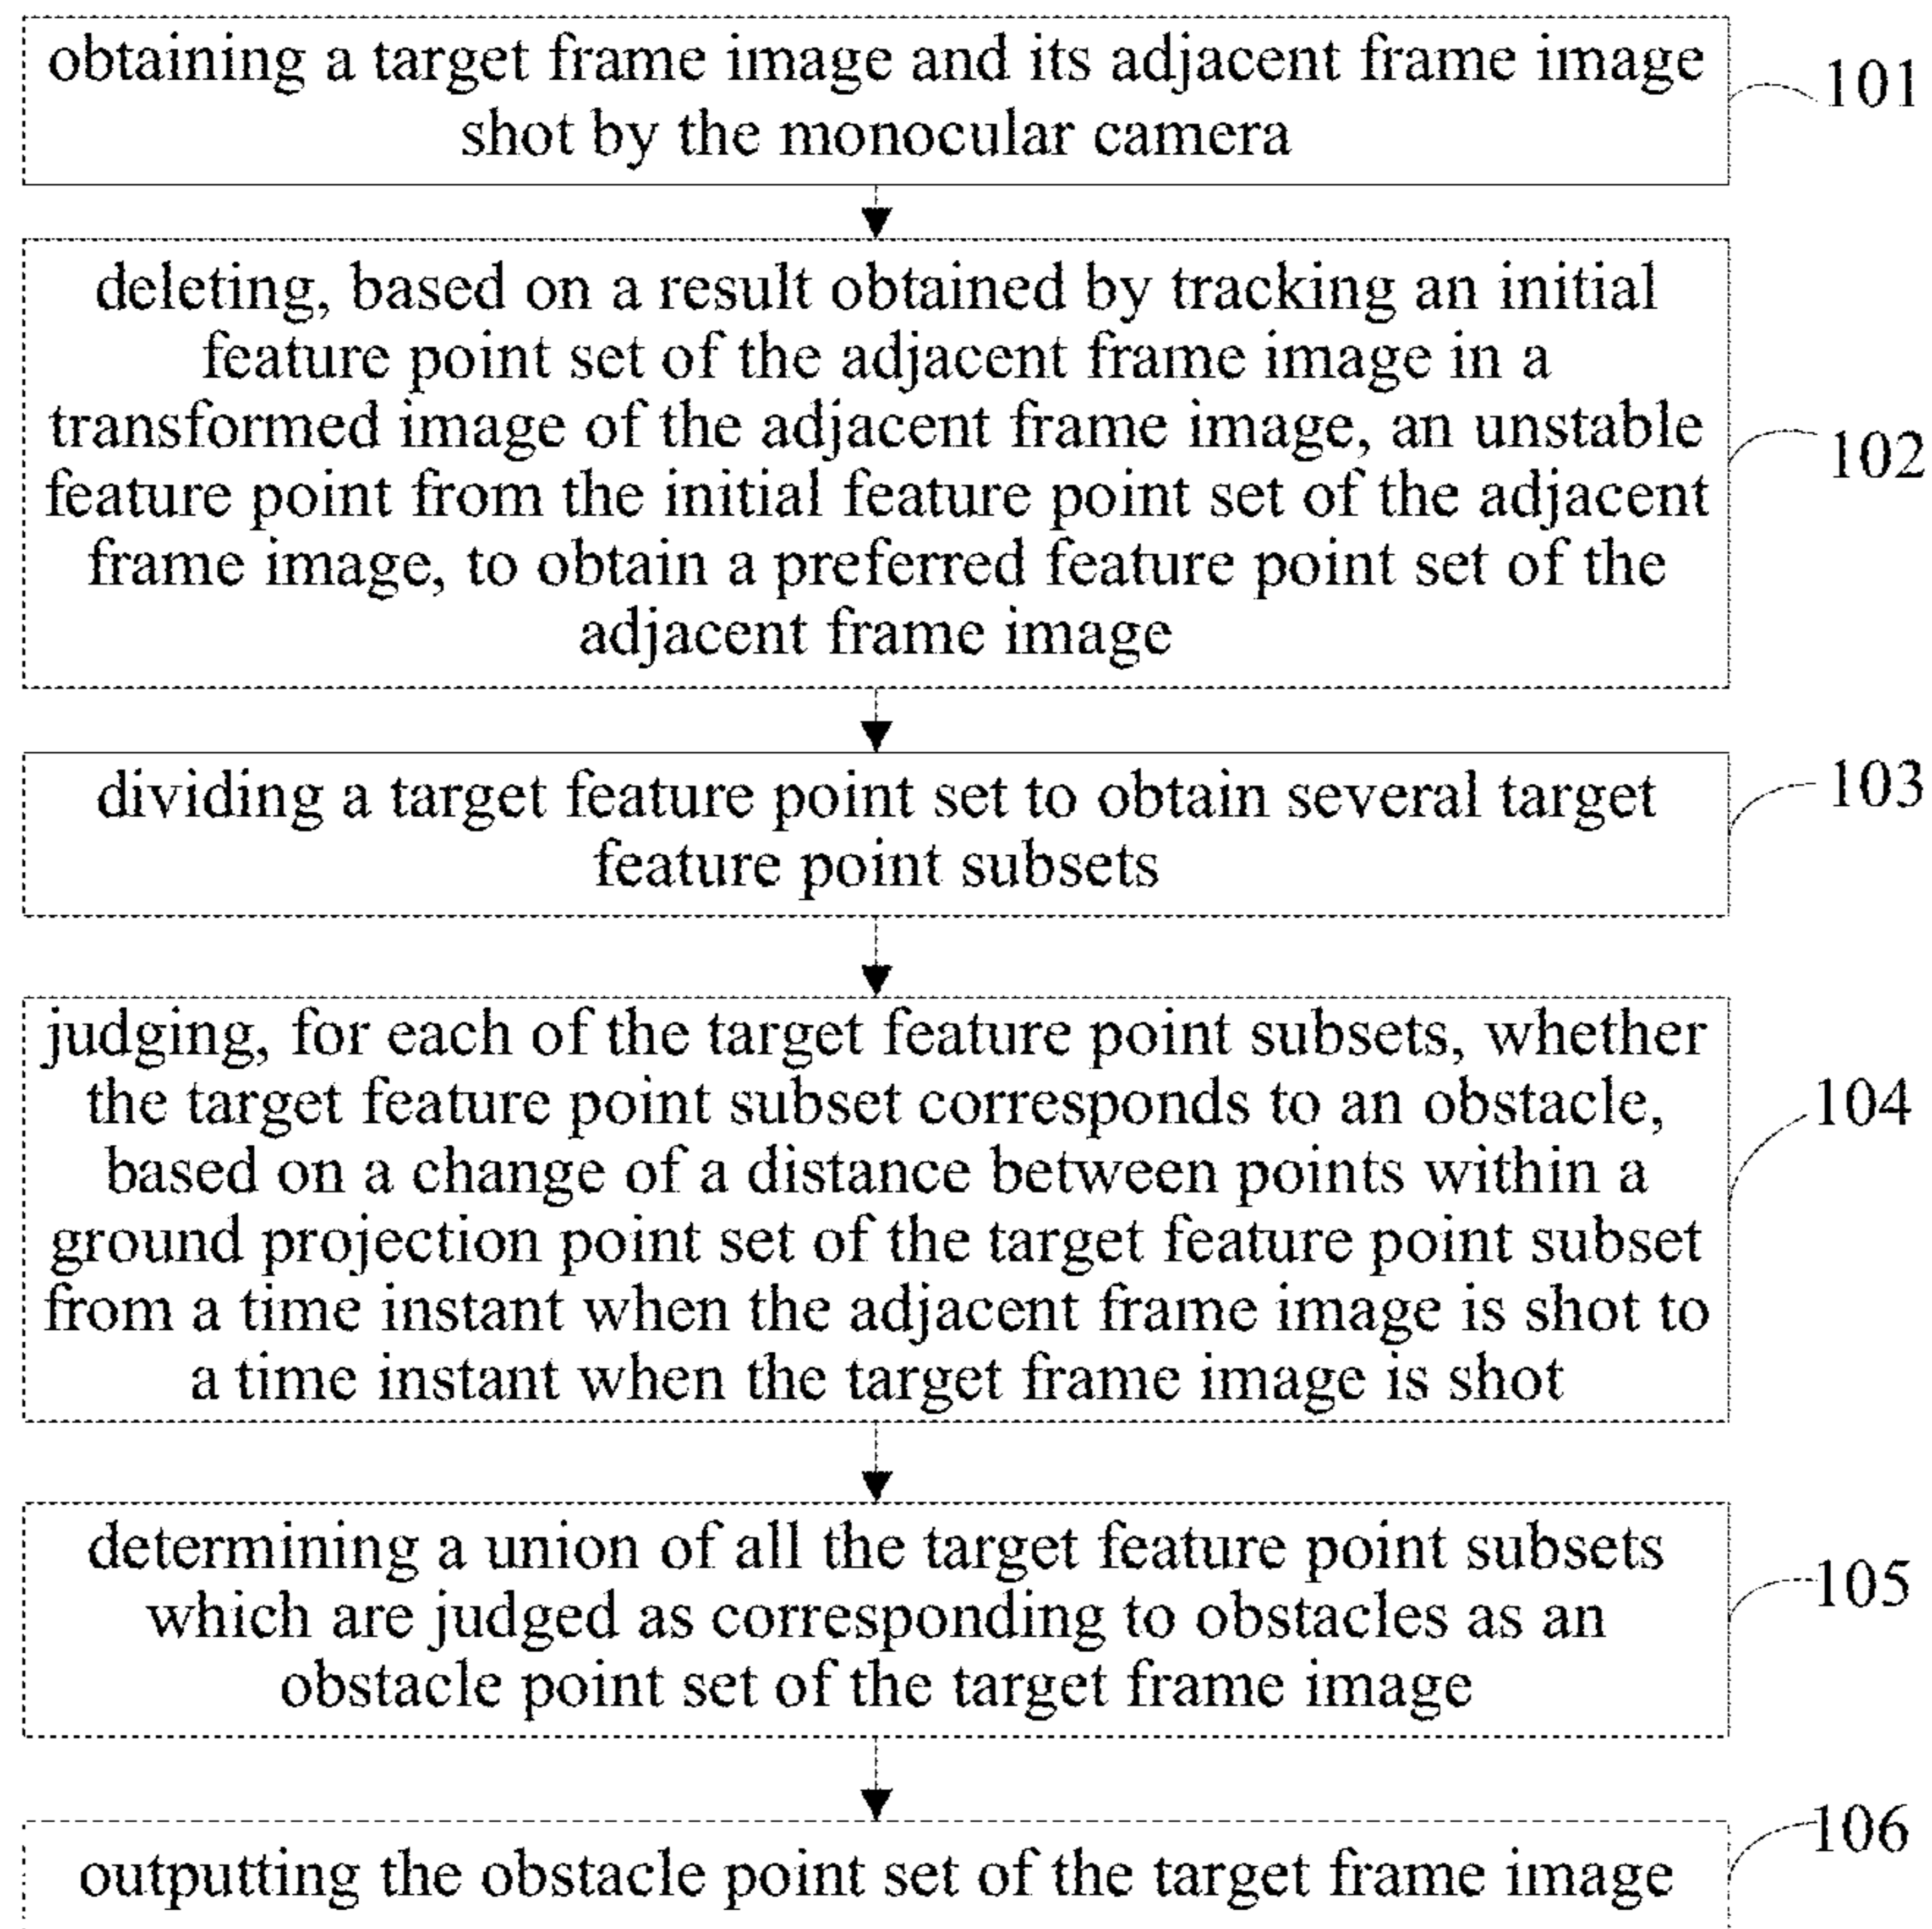 obtaining a target frame image and its adjacent frame image
shot by the monocular camera
101
deleting, based on a result obtained by tracking an initial
feature point set of the adjacent frame image in a
transformed image of the adjacent frame image, an unstable
feature point from the initial feature point set of the adjacent
frame image, to obtain a preferred feature point set of the
adjacent frame image
102
dividing a target feature point set to obtain several target
feature point subsets
103
judging, for each of the target feature point subsets, whether
the target feature point subset corresponds to an obstacle,
based on a change of a distance between points within a
ground projection point set of the target feature point subset
from a time instant when the adjacent frame image is shot to
a time instant when the target frame image is shot
104
determining a union of all the target feature point subsets
which are judged as corresponding to obstacles as an
obstacle point set of the target frame image
105
outputting the obstacle point set of the target frame image
106